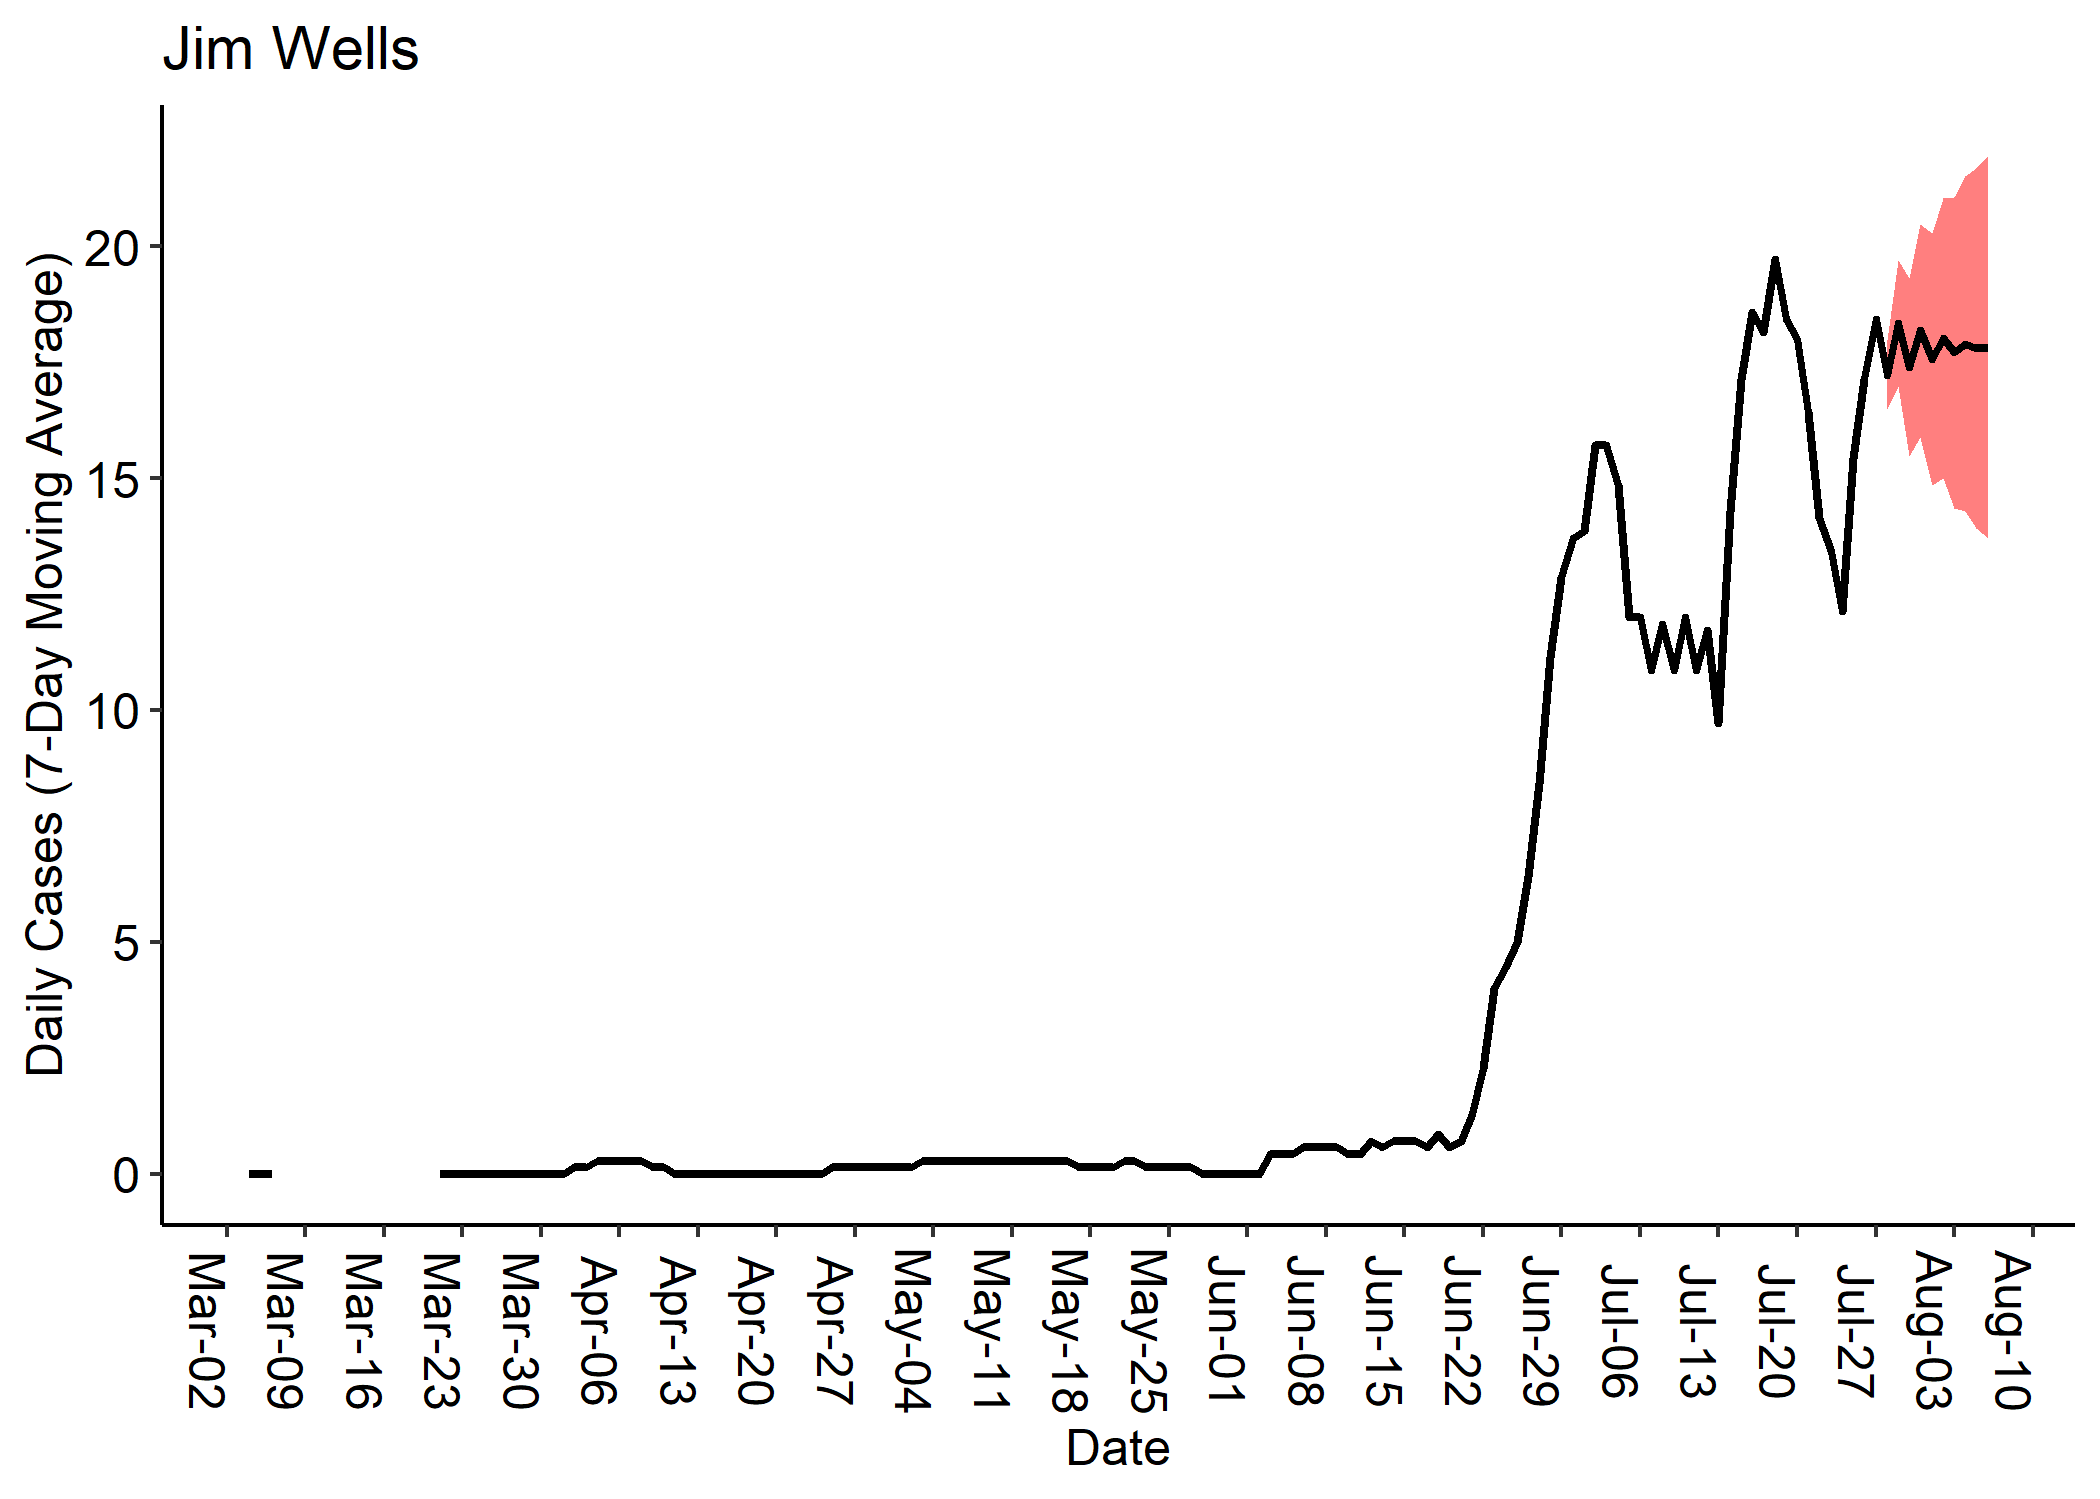 Jim Wells
Daily Cases (7-Day Moving Average)
20
15
10
5
0
Mar-02
Mar-09
Mar-16
Mar-23
Mar-30
Apr-06
Apr-13
Apr-20
Apr-27
May-04
May-11
May-18
May-25
Jun-01
Jun-08
Jun-15
Jun-22
Jun-29
Jul-06
Jul-13
Jul-20
Jul-27
Aug-03
Aug-10
Date